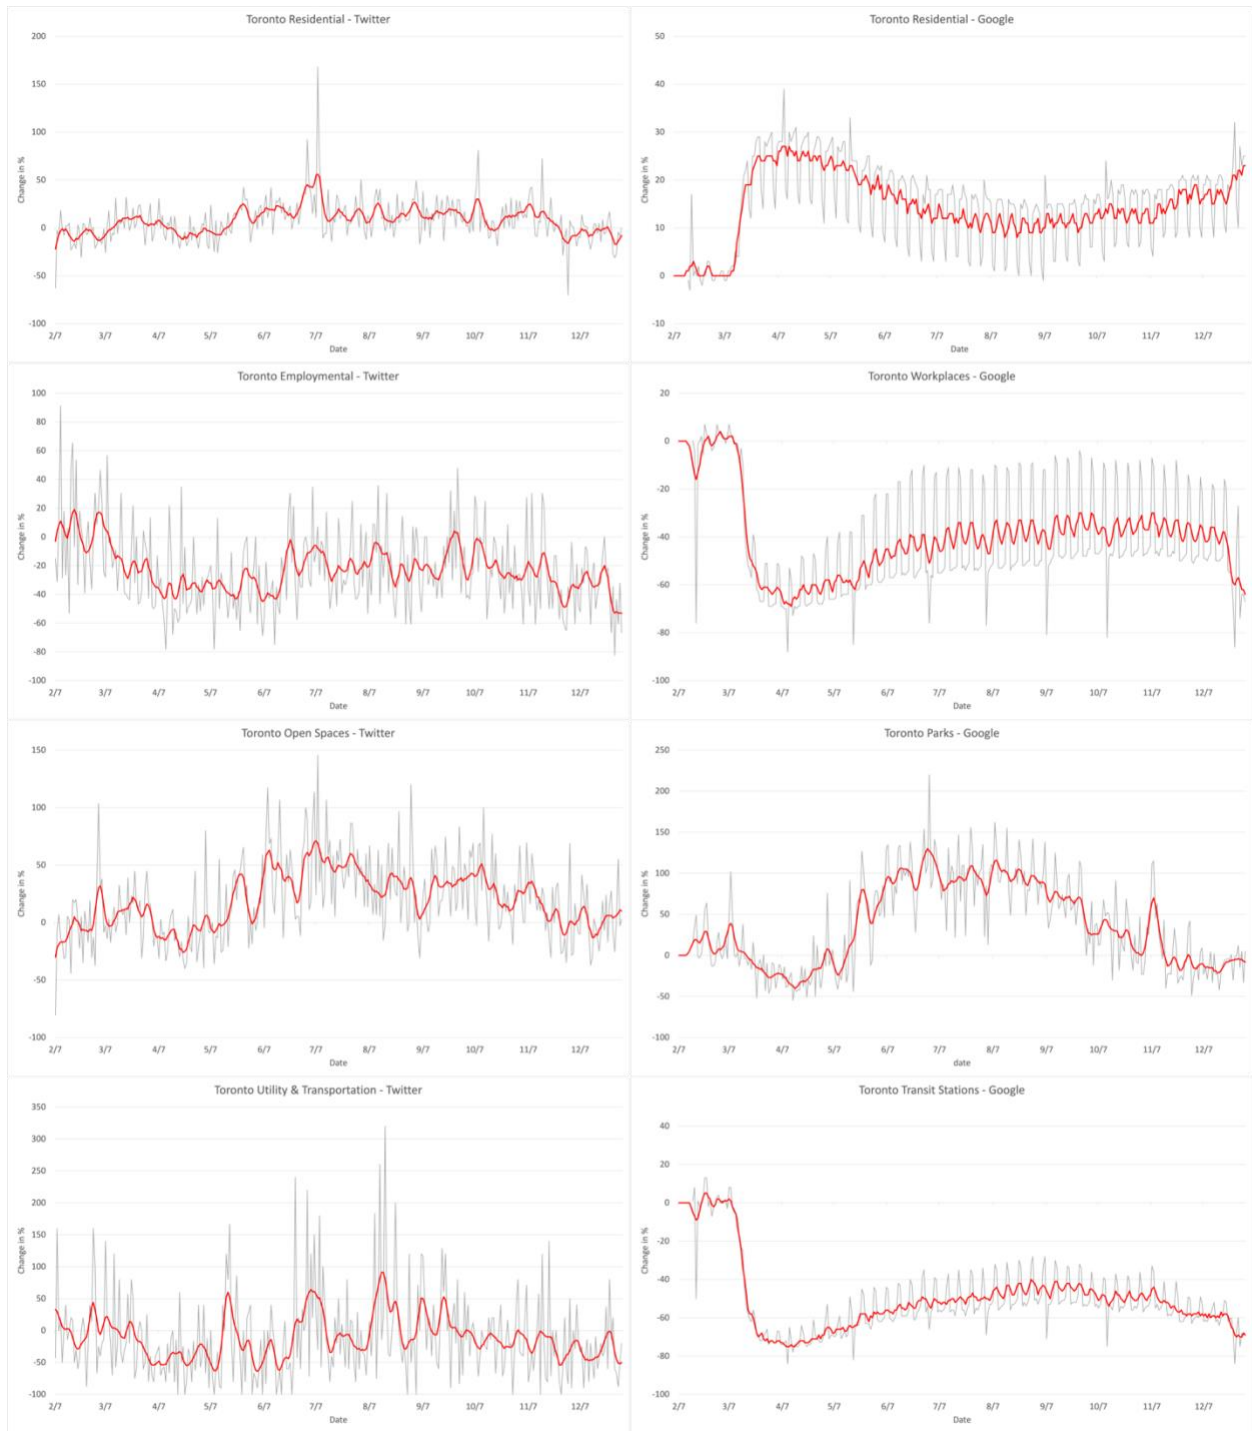 Toronto Residential - Twitter
200
150
100
50
0
-50
-100
Change in %
2/7 3/7 4/7 5/7 6/7 7/7 8/7 9/7 10/7 11/7 12/7
Date
Toronto Residential - Google
50
40
30
20
10
0
-10
Change in %
2/7 3/7 4/7 5/7 6/7 7/7 8/7 9/7 10/7 11/7 12/7
Date
Toronto Employmental - Twitter
100
80
60
40
20
0
-20
-40
-60
-80
-100
Change in %
2/7 3/7 4/7 5/7 6/7 7/7 8/7 9/7 10/7 11/7 12/7
Date
Toronto Workplaces - Google
20
0
-20
-40
-60
-80
-100
Change in %
2/7 3/7 4/7 5/7 6/7 7/7 8/7 9/7 10/7 11/7 12/7
Date
Toronto Open Spaces - Twitter
150
100
50
0
-50
-100
Change in %
2/7 3/7 4/7 5/7 6/7 7/7 8/7 9/7 10/7 11/7 12/7
Date
Toronto Parks - Google
250
200
150
100
50
0
-50
-100
Change in %
2/7 3/7 4/7 5/7 6/7 7/7 8/7 9/7 10/7 11/7 12/7
date
Toronto Utility & Transportation - Twitter
350
300
250
200
150
100
50
0
-50
-100
Change in %
2/7 3/7 4/7 5/7 6/7 7/7 8/7 9/7 10/7 11/7 12/7
Date
Toronto Transit Stations - Google
40
20
0
-20
-40
-60
-80
-100
Change in %
2/7 3/7 4/7 5/7 6/7 7/7 8/7 9/7 10/7 11/7 12/7
Date